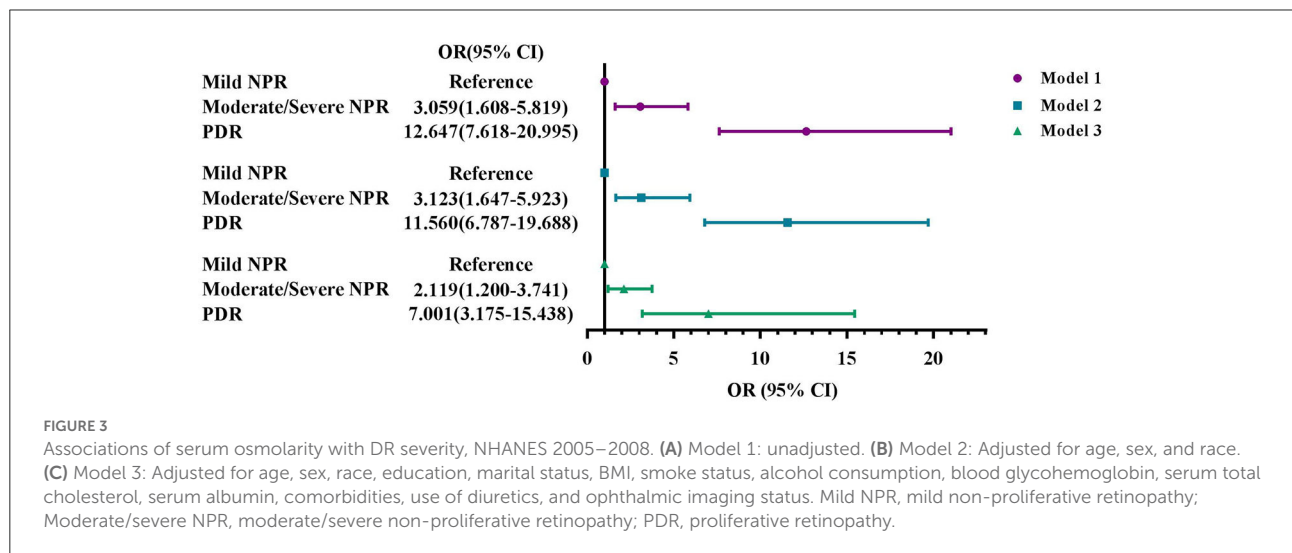 OR(95% CI)
Mild NPR Reference
Moderate/Severe NPR 3.059(1.608-5.819)
PDR 12.647(7.618-20.995)
Mild NPR Reference
Moderate/Severe NPR 3.123(1.647-5.923)
PDR 11.560(6.787-19.688)
Mild NPR Reference
Moderate/Severe NPR 2.119(1.200-3.741)
PDR 7.001(3.175-15.438)
Model 1
Model 2
Model 3
0 5 10 15 20
OR (95% CI)
FIGURE 3
Associations of serum osmolarity with DR severity, NHANES 2005–2008. (A) Model 1: unadjusted. (B) Model 2: Adjusted for age, sex, and race.
(C) Model 3: Adjusted for age, sex, race, education, marital status, BMI, smoke status, alcohol consumption, blood glycohemoglobin, serum total
cholesterol, serum albumin, comorbidities, use of diuretics, and ophthalmic imaging status. Mild NPR, mild non-proliferative retinopathy;
Moderate/severe NPR, moderate/severe non-proliferative retinopathy; PDR, proliferative retinopathy.